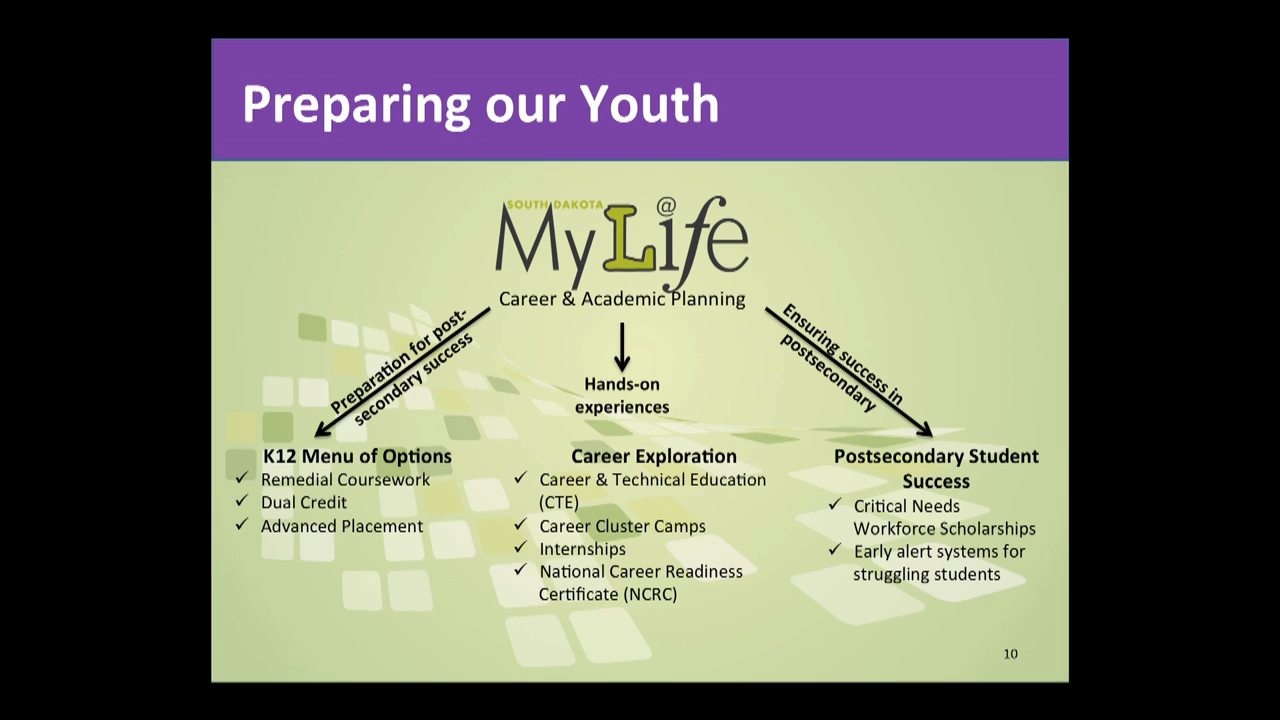 Preparing our Youth
SOUTH DAKOTA
MyLife
@
Career & Academic Planning
Preparation for post-
secondary success
Hands-on
experiences
Ensuring success in
postsecondary
K12 Menu of Options
✓ Remedial Coursework
✓ Dual Credit
✓ Advanced Placement
Career Exploration
✓ Career & Technical Education
(CTE)
✓ Career Cluster Camps
✓ Internships
✓ National Career Readiness
Certificate (NCRC)
Postsecondary Student
Success
✓ Critical Needs
Workforce Scholarships
✓ Early alert systems for
struggling students
10